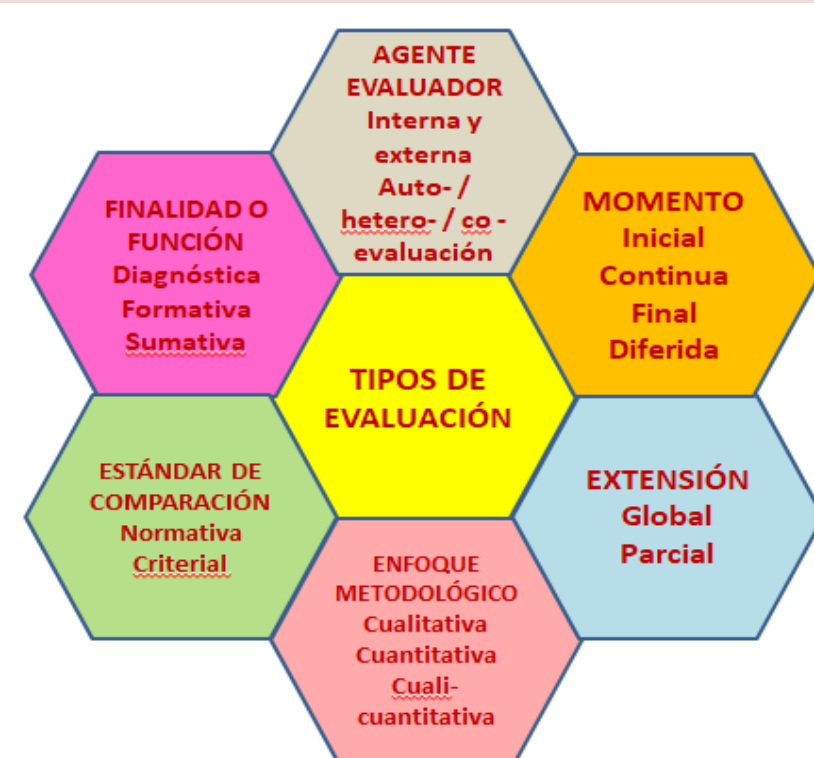 AGENTE
EVALUADOR
Interna y
externa
Auto- /
hetero- / co -
evaluación
FINALIDAD O
FUNCIÓN
Diagnóstica
Formativa
Sumativa
MOMENTO
Inicial
Continua
Final
Diferida
TIPOS DE
EVALUACIÓN
ESTÁNDAR DE
COMPARACIÓN
Normativa
Criterial
EXTENSIÓN
Global
Parcial
ENFOQUE
METODOLÓGICO
Cualitativa
Cuantitativa
Cuali-
cuantitativa